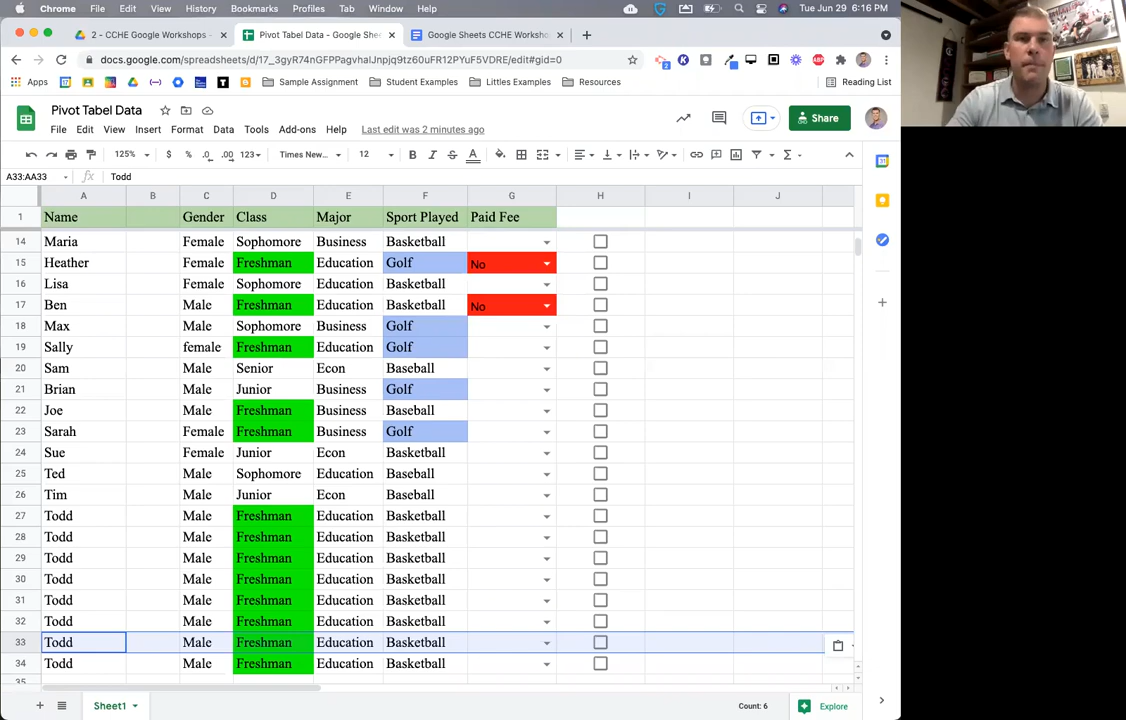 Chrome File Edit View History Bookmarks Profiles Tab Window Help Tue Jun 29 6:16 PM
2 - CCHE Google Workshops - Pivot Tabel Data - Google Shee Google Sheets CCHE Worksho
docs.google.com/spreadsheets/d/17_3gyR74nGFPPagvhalJnpjq9tz60uFR12PYuF5VDRE/edit#gid=0
Apps Sample Assignment Student Examples Littles Examples Resources Reading List
Pivot Tabel Data
File Edit View Insert Format Data Tools Add-ons Help Last edit was 2 minutes ago Share
125% $ % .0 .00 123 Times New... 12 B I S A
A33:AA33 fx Todd
A B C D E F G H I J
1 Name Gender Class Major Sport Played Paid Fee
14 Maria Female Sophomore Business Basketball
15 Heather Female Freshman Education Golf No
16 Lisa Female Sophomore Education Basketball
17 Ben Male Freshman Education Basketball No
18 Max Male Sophomore Business Golf
19 Sally female Freshman Education Golf
20 Sam Male Senior Econ Baseball
21 Brian Male Junior Business Golf
22 Joe Male Freshman Business Baseball
23 Sarah Female Freshman Business Golf
24 Sue Female Junior Econ Basketball
25 Ted Male Sophomore Education Baseball
26 Tim Male Junior Econ Baseball
27 Todd Male Freshman Education Basketball
28 Todd Male Freshman Education Basketball
29 Todd Male Freshman Education Basketball
30 Todd Male Freshman Education Basketball
31 Todd Male Freshman Education Basketball
32 Todd Male Freshman Education Basketball
33 Todd Male Freshman Education Basketball
34 Todd Male Freshman Education Basketball
35
Sheet1 Count: 6 Explore